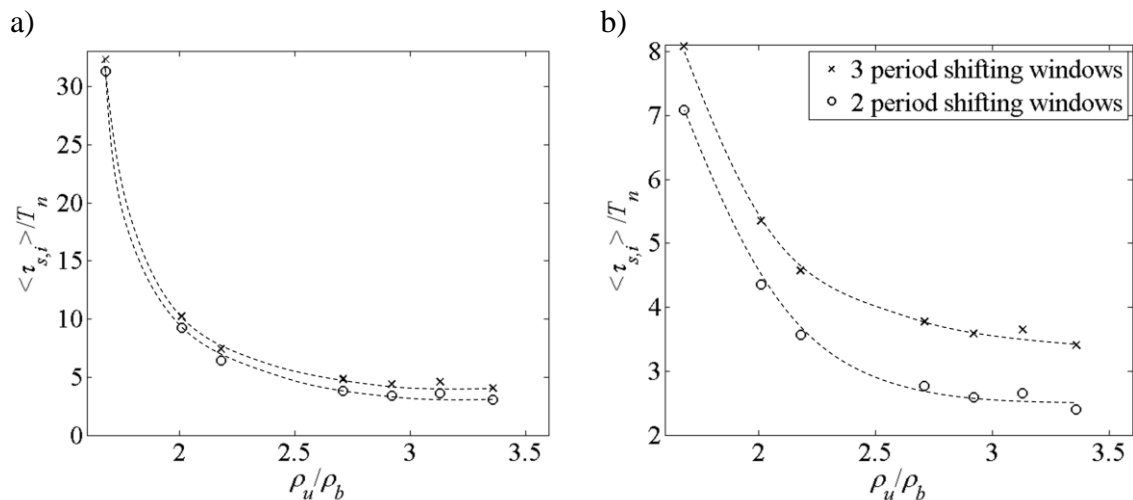 a)
30
25
20
15
10
5
0
2
2.5
3
3.5
<τs,i>/Tn
ρu/ρb
b)
8
7
6
5
4
3
2
2
2.5
3
3.5
<τs,i>/Tn
ρu/ρb
× 3 period shifting windows
○ 2 period shifting windows